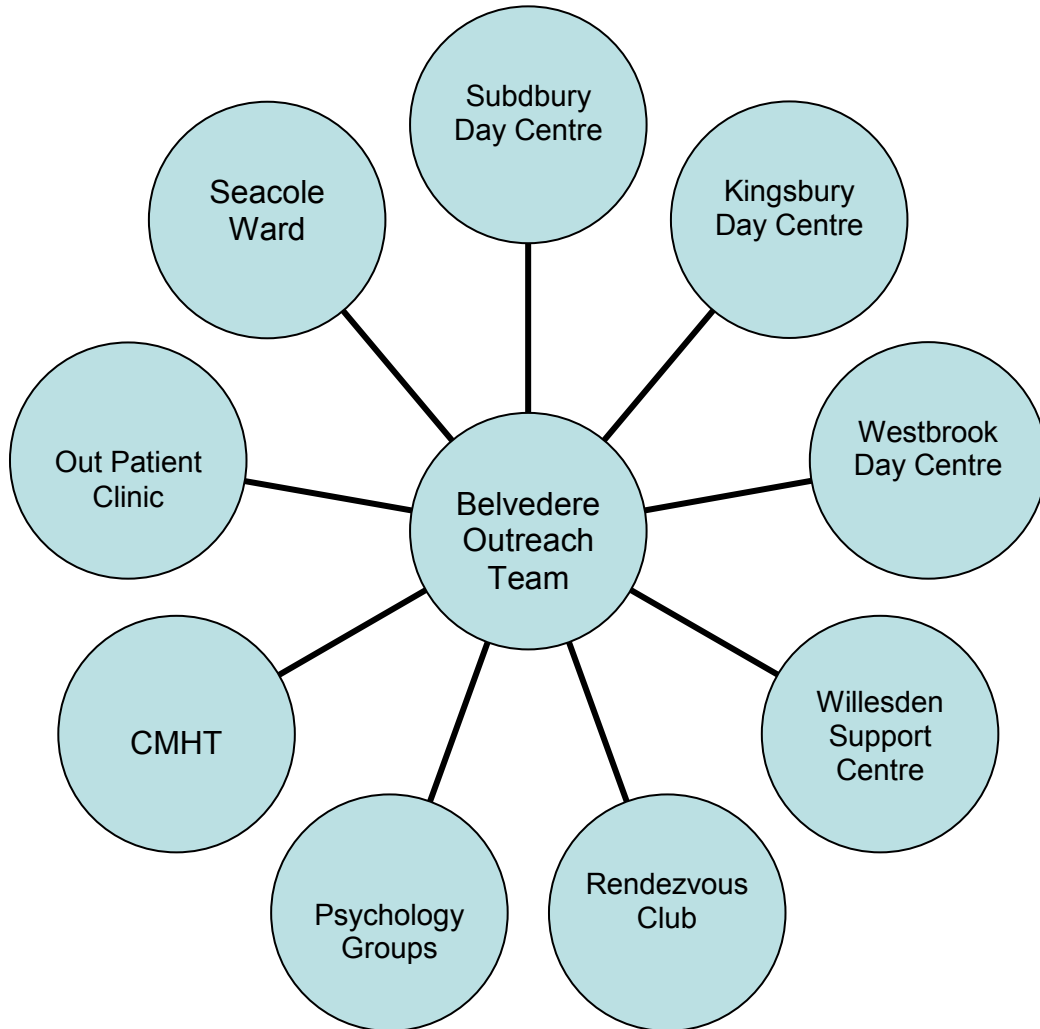 Subdbury
Day Centre
Kingsbury
Day Centre
Westbrook
Day Centre
Willesden
Support
Centre
Rendezvous
Club
Psychology
Groups
CMHT
Out Patient
Clinic
Seacole
Ward
Belvedere
Outreach
Team